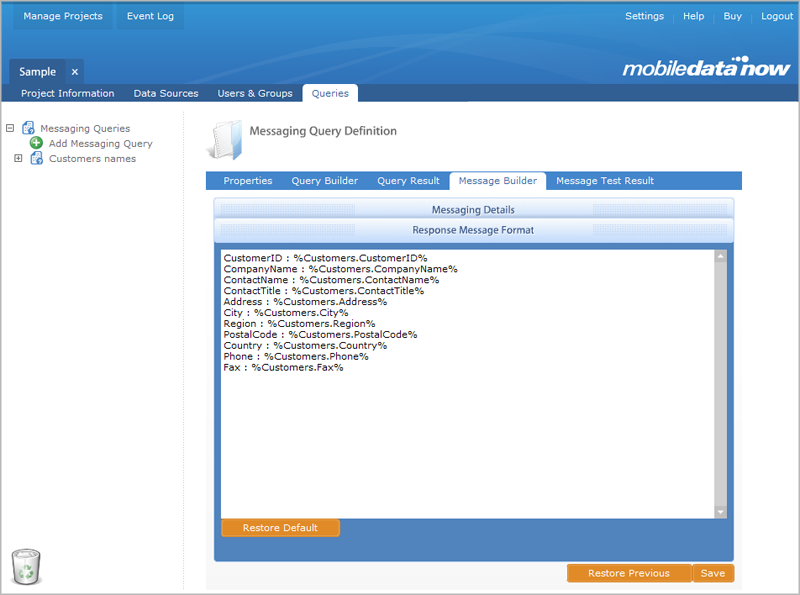 Manage Projects Event Log Settings Help Buy Logout
Sample x
mobiledatanow
Project Information Data Sources Users & Groups Queries
Messaging Queries
Add Messaging Query
Customers names
Messaging Query Definition
Properties Query Builder Query Result Message Builder Message Test Result
Messaging Details
Response Message Format
CustomerID : %Customers.CustomerID%
CompanyName : %Customers.CompanyName%
ContactName : %Customers.ContactName%
ContactTitle : %Customers.ContactTitle%
Address : %Customers.Address%
City : %Customers.City%
Region : %Customers.Region%
PostalCode : %Customers.PostalCode%
Country : %Customers.Country%
Phone : %Customers.Phone%
Fax : %Customers.Fax%
Restore Default
Restore Previous Save